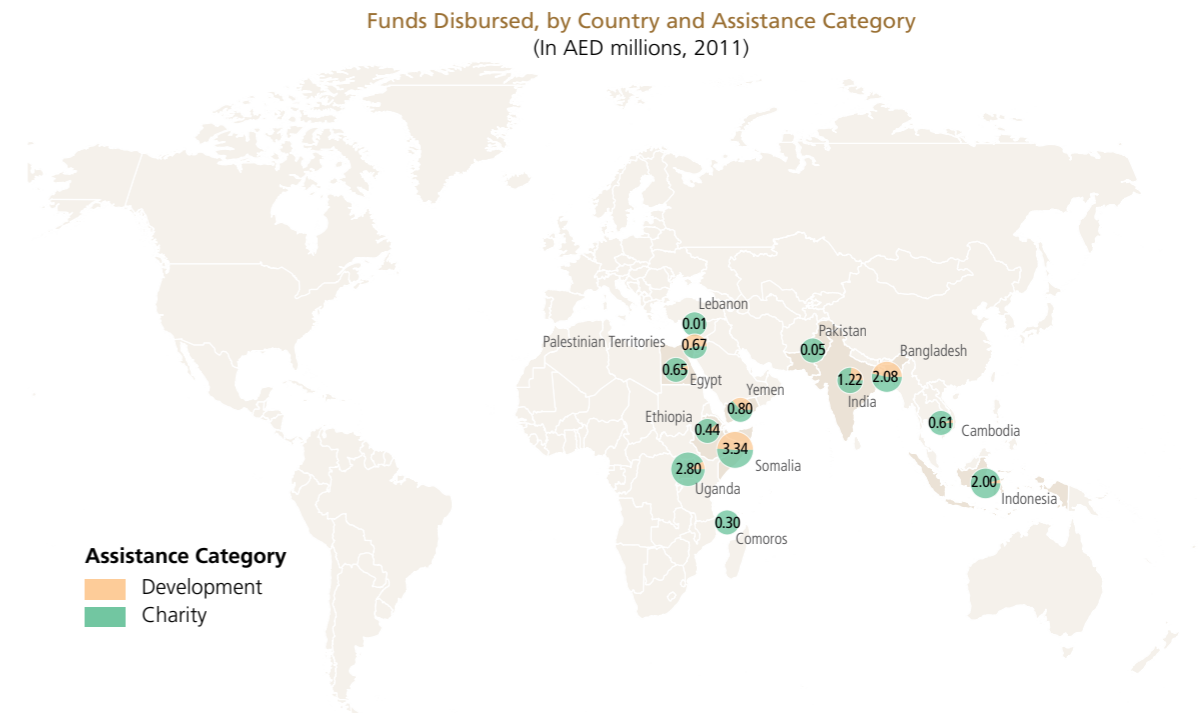 Funds Disbursed, by Country and Assistance Category
(In AED millions, 2011)
Lebanon
0.01
Palestinian Territories
0.67
0.65
Egypt
Pakistan
0.05
Bangladesh
1.22
2.08
India
Yemen
0.80
Ethiopia
0.44
3.34
Somalia
2.80
Uganda
0.61
Cambodia
2.00
Indonesia
0.30
Comoros
Assistance Category
Development
Charity